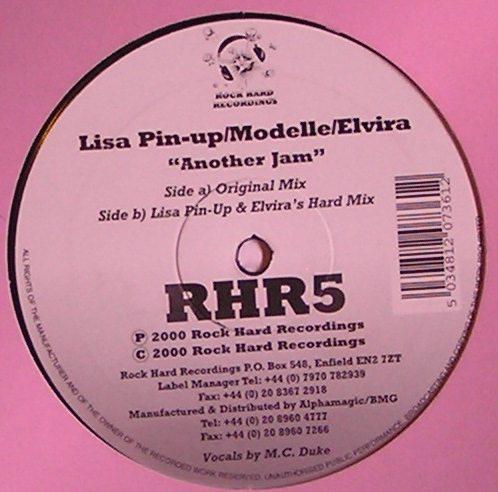 ROCK HARD
RECORDINGS
Lisa Pin-up/Modelle/Elvira
“Another Jam”
Side a) Original Mix
Side b) Lisa Pin-Up & Elvira's Hard Mix
5 034812 073612
RHR5
P 2000 Rock Hard Recordings
C 2000 Rock Hard Recordings
Rock Hard Recordings P.O. Box 548, Enfield EN2 7ZT
Label Manager Tel: +44 (0) 7970 782939
Fax: +44 (0) 20 8367 2918
Manufactured & Distributed by Alphamagic/BMG
Tel: +44 (0) 20 8960 4777
Fax: +44 (0) 20 8960 7266
Vocals by M.C. Duke
ALL RIGHTS OF THE MANUFACTURER AND OF THE OWNER OF THE RECORDED WORK RESERVED. UNAUTHORISED PUBLIC PERFORMANCE, BROADCASTING AND COPYING OF THIS